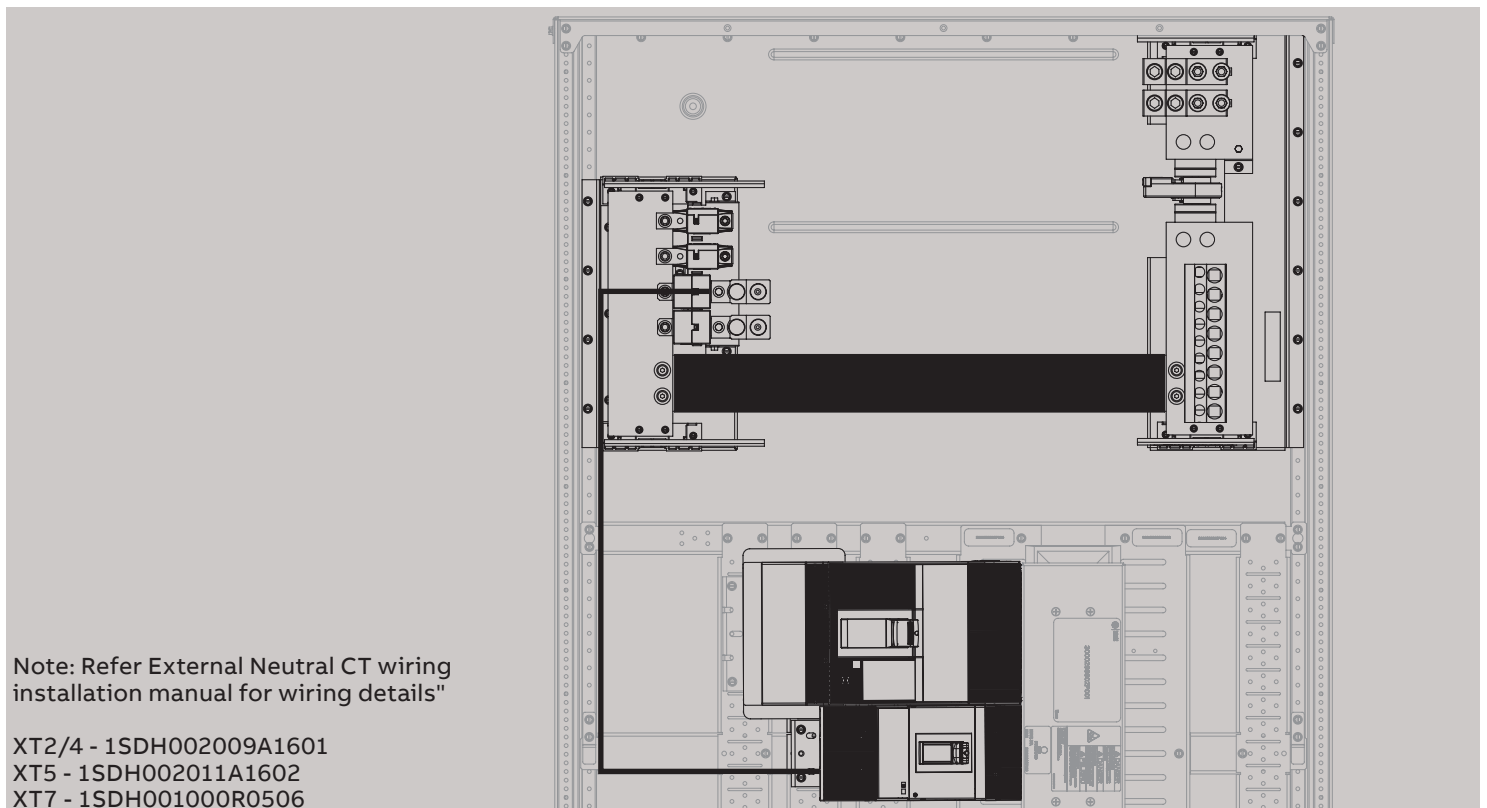 Note: Refer External Neutral CT wiring
installation manual for wiring details"
XT2/4 - 1SDH002009A1601
XT5 - 1SDH002011A1602
XT7 - 1SDH001000R0506